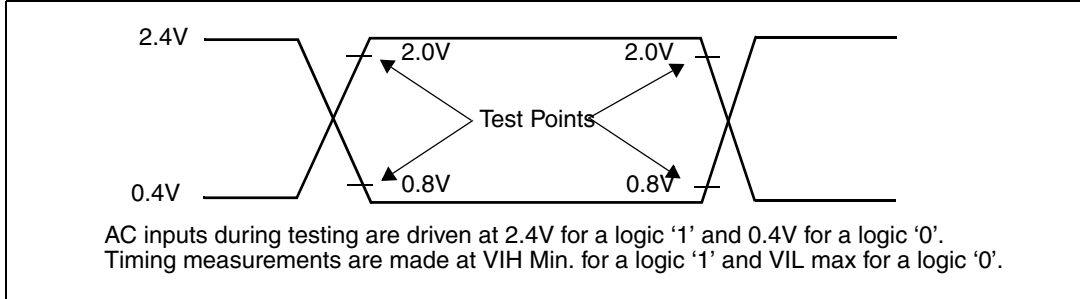 2.4V
2.0V 2.0V
Test Points
0.4V
0.8V 0.8V
AC inputs during testing are driven at 2.4V for a logic ‘1’ and 0.4V for a logic ‘0’.
Timing measurements are made at VIH Min. for a logic ‘1’ and VIL max for a logic ‘0’.